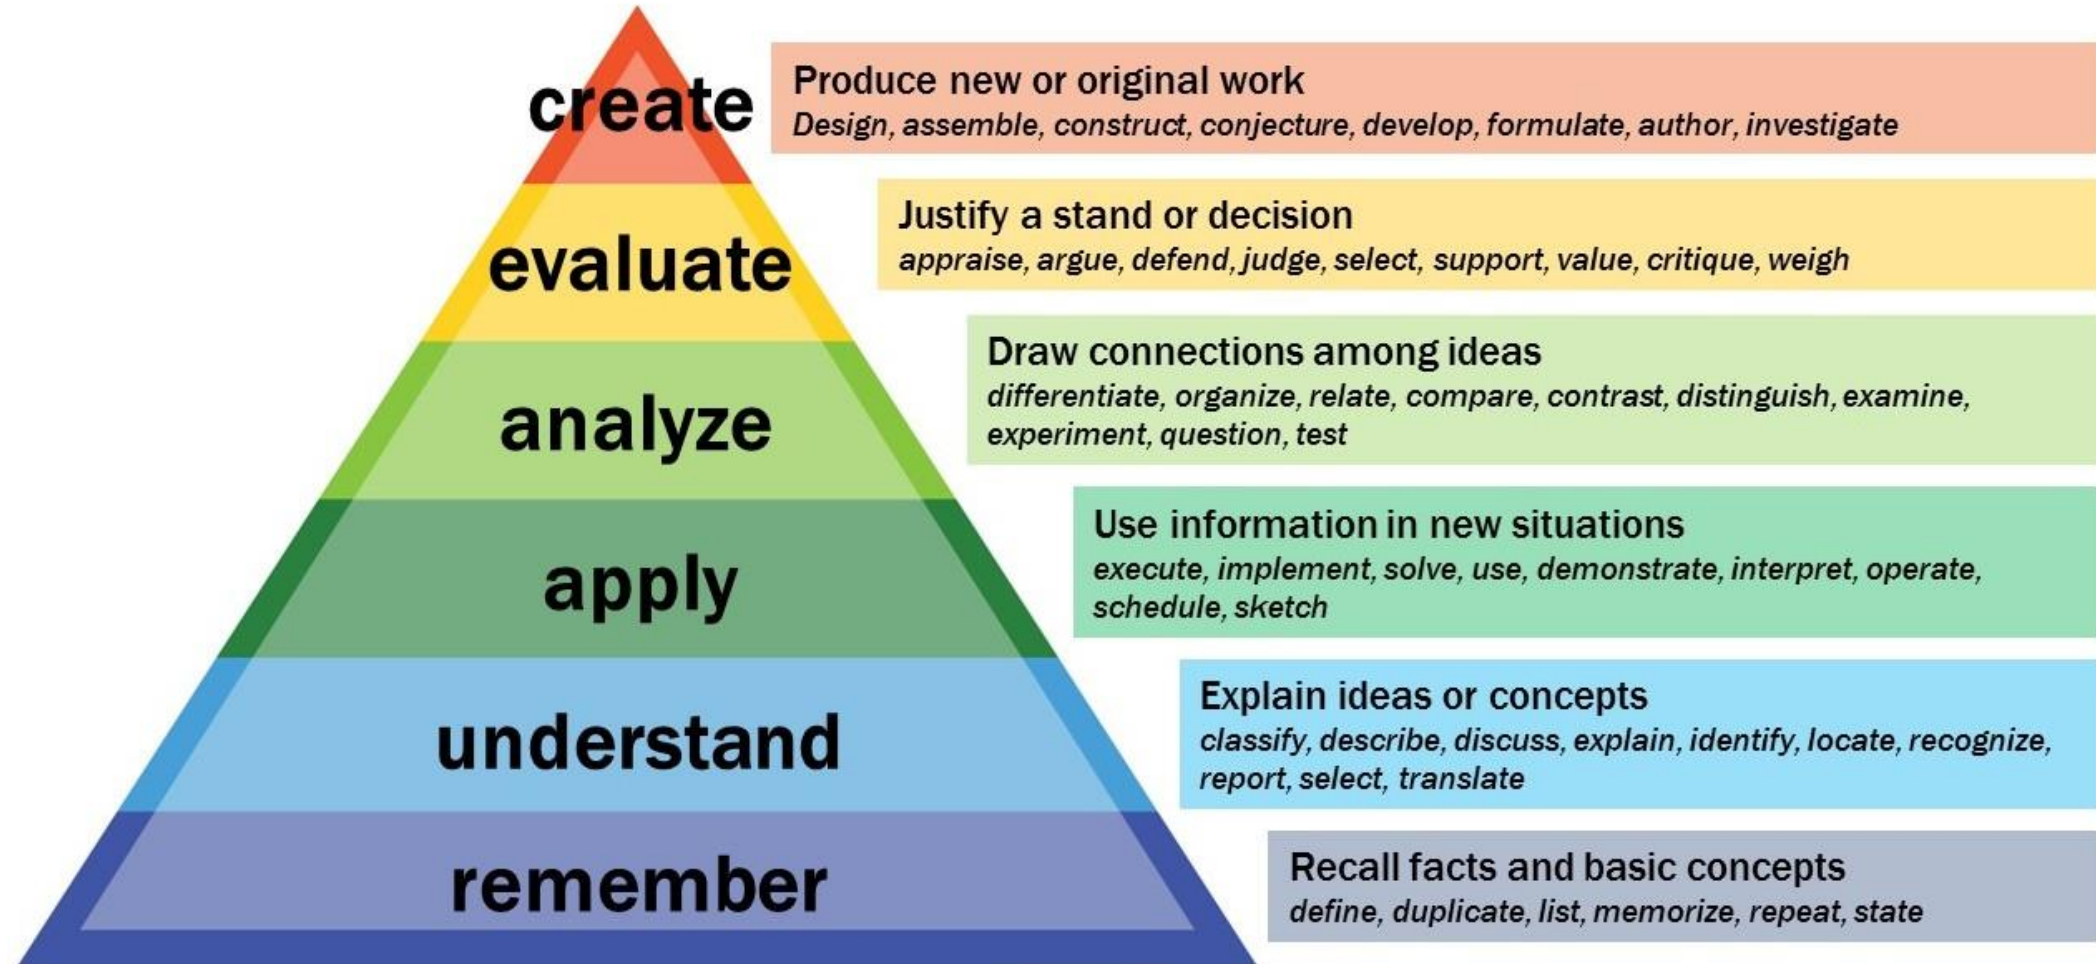 create
Produce new or original work
Design, assemble, construct, conjecture, develop, formulate, author, investigate
evaluate
Justify a stand or decision
appraise, argue, defend, judge, select, support, value, critique, weigh
analyze
Draw connections among ideas
differentiate, organize, relate, compare, contrast, distinguish, examine,
experiment, question, test
apply
Use information in new situations
execute, implement, solve, use, demonstrate, interpret, operate,
schedule, sketch
understand
Explain ideas or concepts
classify, describe, discuss, explain, identify, locate, recognize,
report, select, translate
remember
Recall facts and basic concepts
define, duplicate, list, memorize, repeat, state